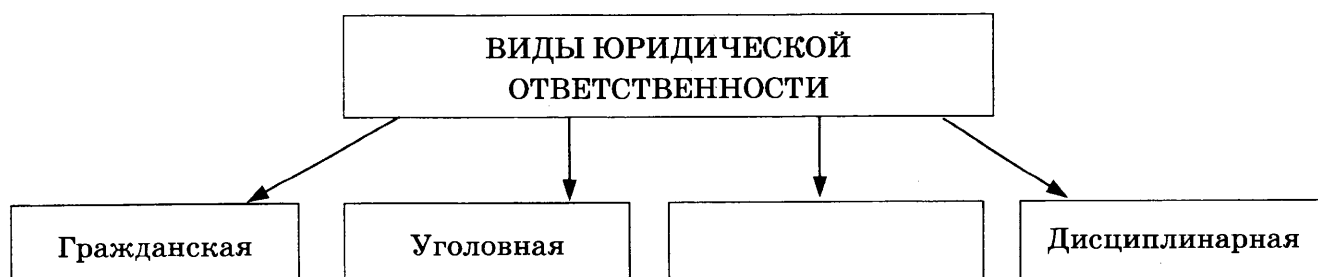 ВИДЫ ЮРИДИЧЕСКОЙ
ОТВЕТСТВЕННОСТИ
Гражданская
Уголовная
Дисциплинарная